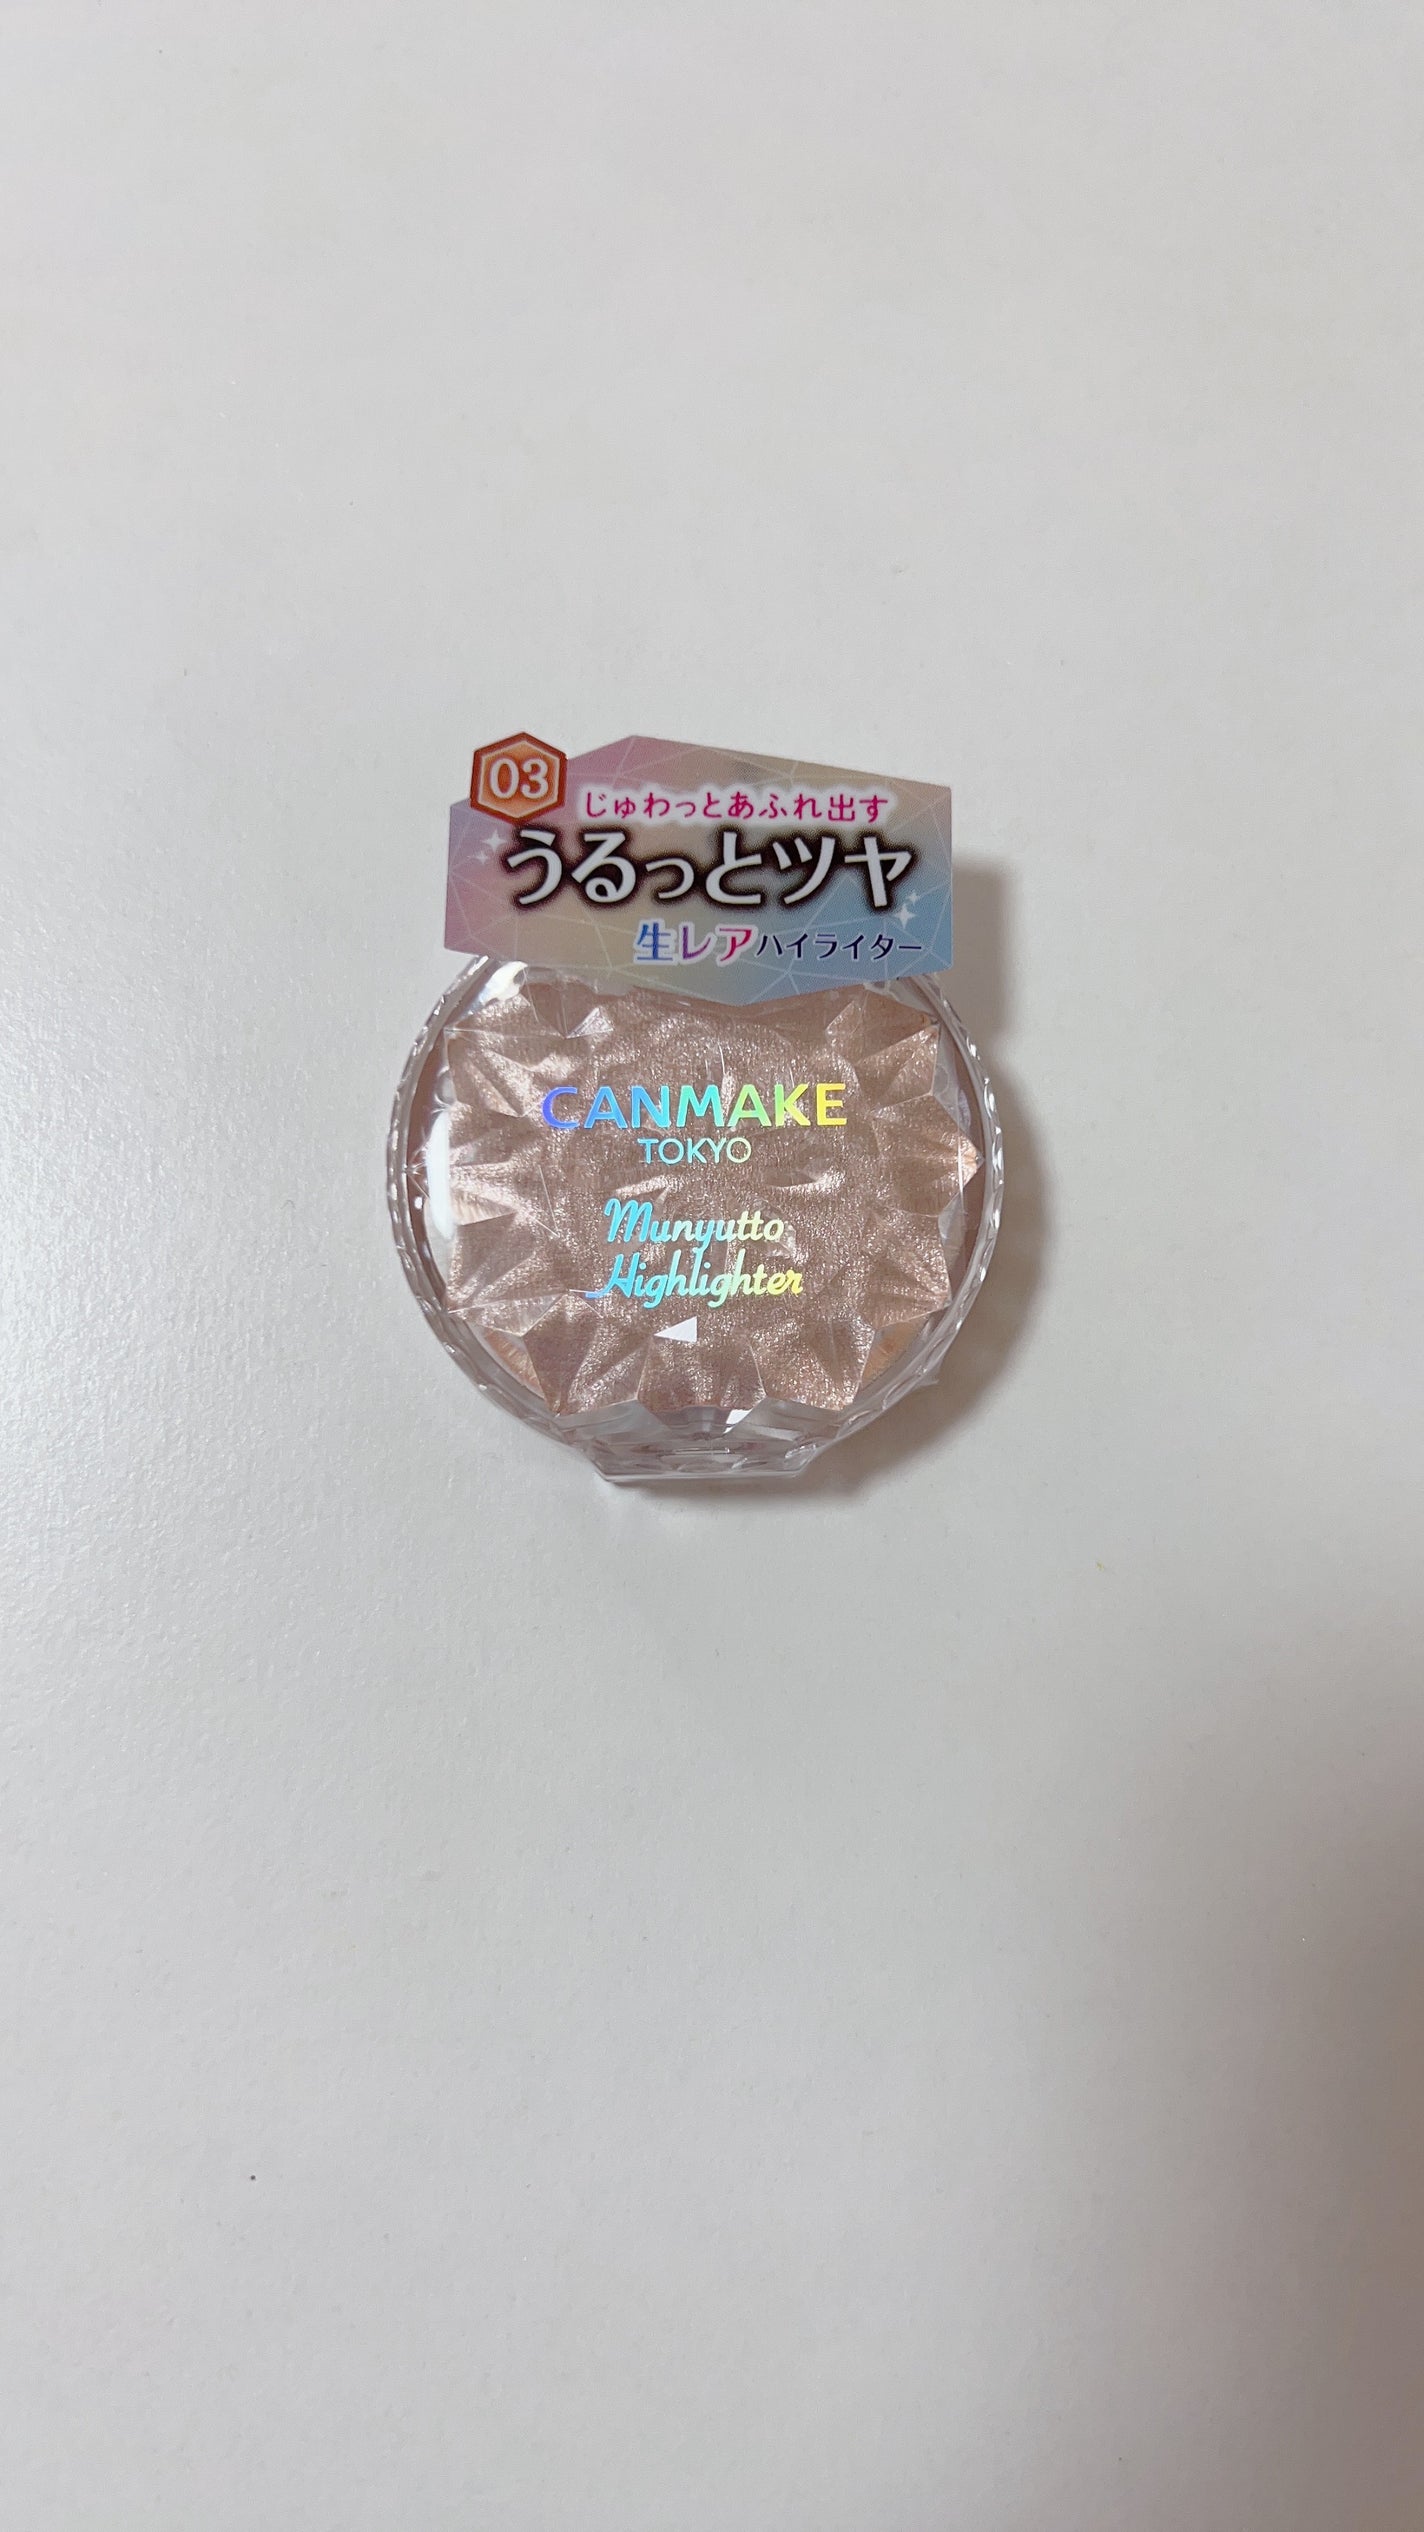 03
じゅわっとあふれ出す
うるっとツヤ
生レアハイライター
CANMAKE
TOKYO
Munyutto
Highlighter